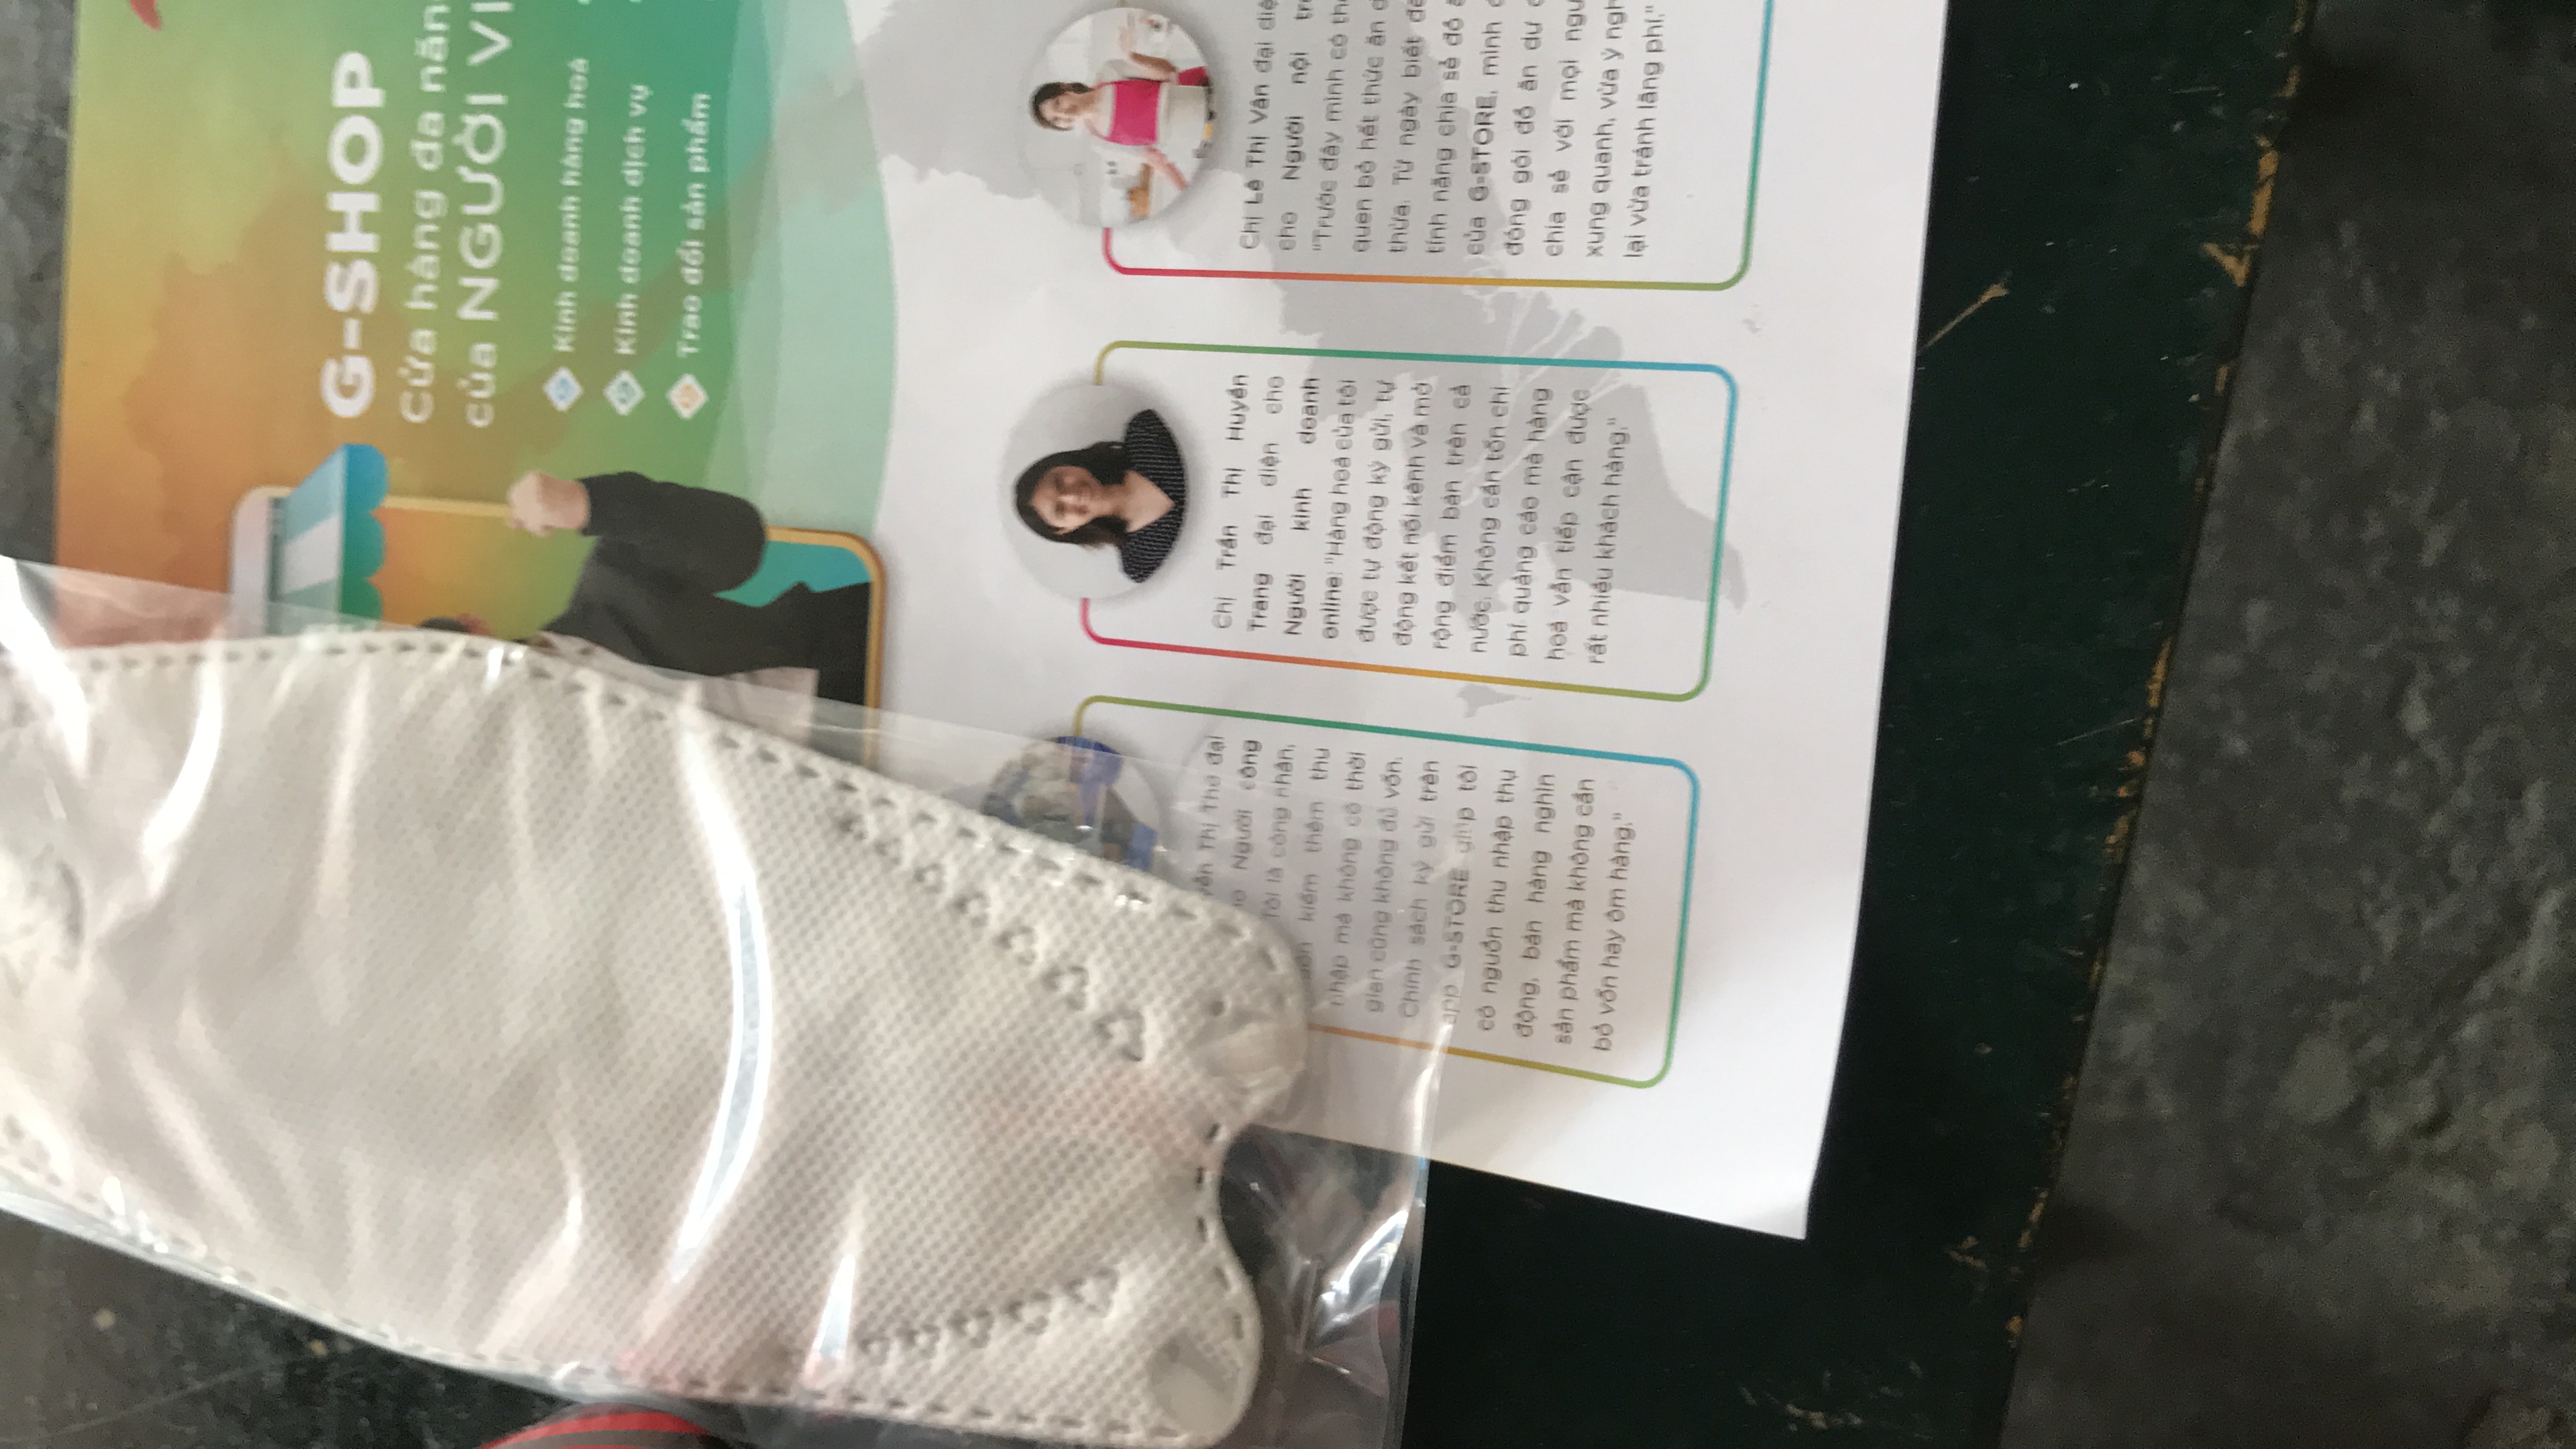 G-SHOP
Cửa hàng đa năn
của NGƯỜI VI
Kinh doanh hàng hoá
Kinh doanh dịch vụ
Trao đổi sản phẩm
Thị Thơ đại
Người công
Tôi là công nhân,
kiếm thêm thu
nhập mà không có thời
gian cũng không đủ vốn.
Chính sách ký gửi trên
app G-STORE giúp tôi
có nguồn thu nhập thụ
động, bán hàng nghìn
sản phẩm mà không cần
bỏ vốn hay ôm hàng."
Chị Trần Thị Huyền
Trang đại diện cho
Người kinh doanh
online: "Hàng hoá của tôi
được tự động ký gửi, tự
động kết nối kênh và mở
rộng điểm bán trên cả
nước. Không cần tốn chi
phí quảng cáo mà hàng
hoá vẫn tiếp cận được
rất nhiều khách hàng."
Chị Lê Thị Vân đại diệ
cho Người nội tr
"Trước đây mình có th
quen bỏ hết thức ăn
thừa. Từ ngày biết đế
tính năng chia sẻ đồ ă
của G-STORE, mình
đóng gói đồ ăn dư
chia sẻ với mọi ngư
xung quanh, vừa ý ngh
lại vừa tránh lãng phí."